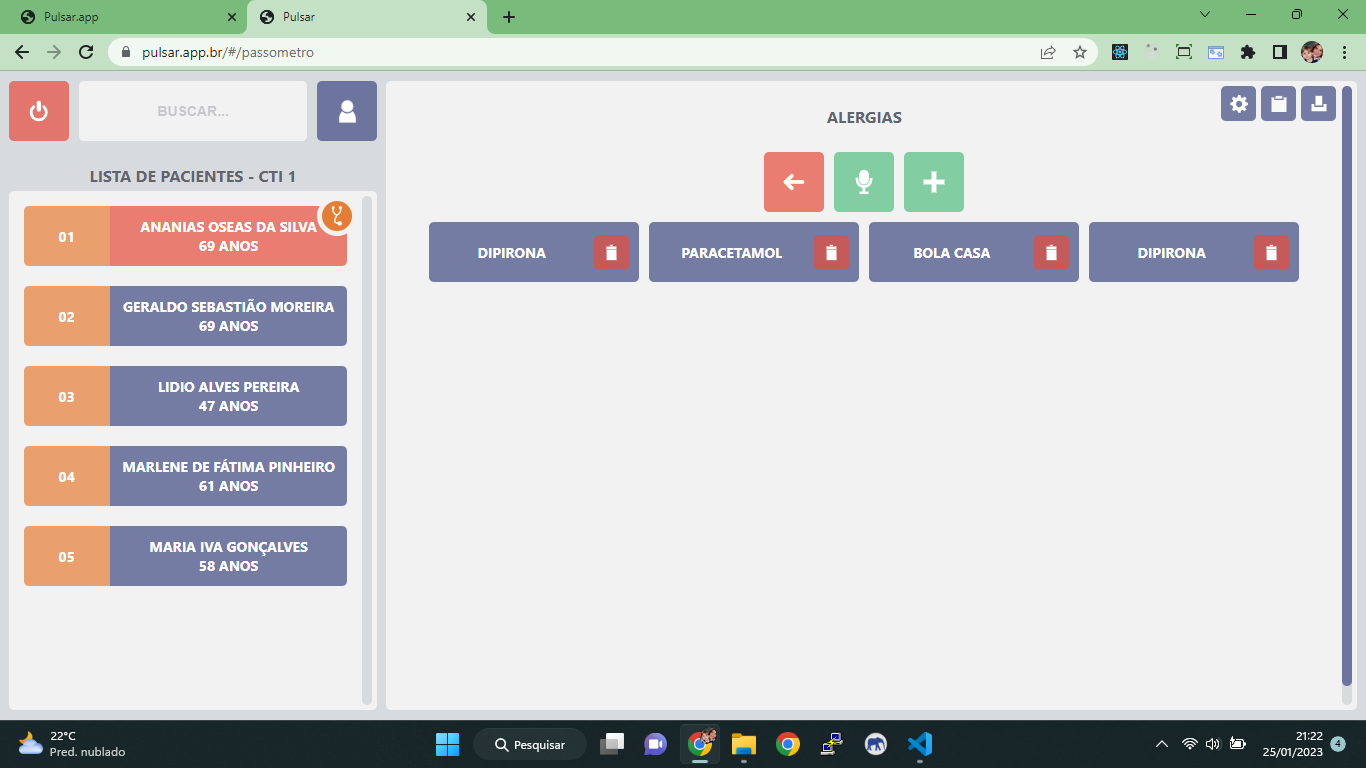 Pulsar.app
Pulsar
pulsar.app.br/#/passometro
BUSCAR...
LISTA DE PACIENTES - CTI 1
01
ANANIAS OSEAS DA SILVA
69 ANOS
02
GERALDO SEBASTIÃO MOREIRA
69 ANOS
03
LIDIO ALVES PEREIRA
47 ANOS
04
MARLENE DE FÁTIMA PINHEIRO
61 ANOS
05
MARIA IVA GONÇALVES
58 ANOS
ALERGIAS
DIPIRONA
PARACETAMOL
BOLA CASA
DIPIRONA
22°C
Pred. nublado
Pesquisar
21:22
25/01/2023
4